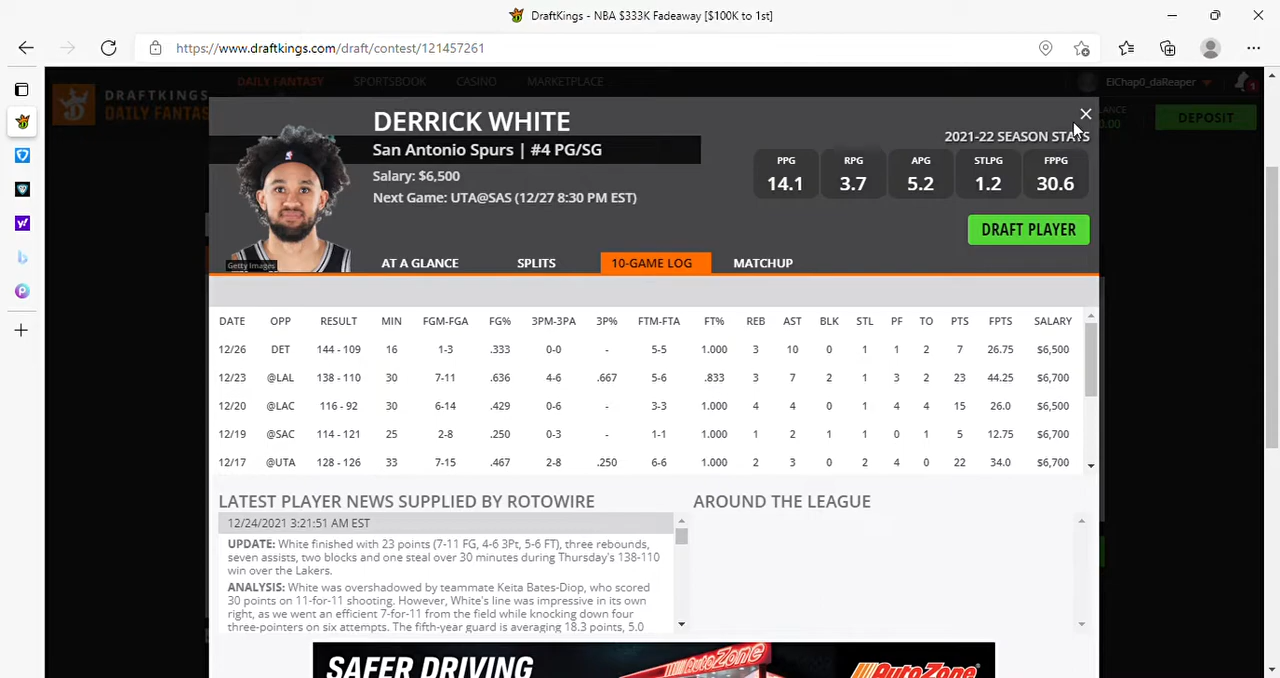 DraftKings - NBA $333K Fadeaway [$100K to 1st]
https://www.draftkings.com/draft/contest/121457261
DAILY FANTASY SPORTSBOOK CASINO MARKETPLACE
ElChap0_daReaper
1
DRAFTKINGS
DAILY FANTAS
0.00
DEPOSIT
DERRICK WHITE
San Antonio Spurs | #4 PG/SG
Salary: $6,500
Next Game: UTA@SAS (12/27 8:30 PM EST)
Getty Images
2021-22 SEASON STATS
PPG RPG APG STLPG FPPG
14.1 3.7 5.2 1.2 30.6
DRAFT PLAYER
AT A GLANCE SPLITS 10-GAME LOG MATCHUP
DATE OPP RESULT MIN FGM-FGA FG% 3PM-3PA 3P% FTM-FTA FT% REB AST BLK STL PF TO PTS FPTS SALARY
12/26 DET 144 - 109 16 1-3 .333 0-0 - 5-5 1.000 3 10 0 1 1 2 7 26.75 $6,500
12/23 @LAL 138 - 110 30 7-11 .636 4-6 .667 5-6 .833 3 7 2 1 3 2 23 44.25 $6,700
12/20 @LAC 116 - 92 30 6-14 .429 0-6 - 3-3 1.000 4 4 0 1 4 4 15 26.0 $6,500
12/19 @SAC 114 - 121 25 2-8 .250 0-3 - 1-1 1.000 1 2 1 1 0 1 5 12.75 $6,700
12/17 @UTA 128 - 126 33 7-15 .467 2-8 .250 6-6 1.000 2 3 0 2 4 0 22 34.0 $6,700
LATEST PLAYER NEWS SUPPLIED BY ROTOWIRE
12/24/2021 3:21:51 AM EST
UPDATE: White finished with 23 points (7-11 FG, 4-6 3Pt, 5-6 FT), three rebounds,
seven assists, two blocks and one steal over 30 minutes during Thursday's 138-110
win over the Lakers.
ANALYSIS: White was overshadowed by teammate Keita Bates-Diop, who scored
30 points on 11-for-11 shooting. However, White's line was impressive in its own
right, as we went an efficient 7-for-11 from the field while knocking down four
three-pointers on six attempts. The fifth-year guard is averaging 18.3 points, 5.0
AROUND THE LEAGUE
SAFER DRIVING
AutoZone
AutoZone